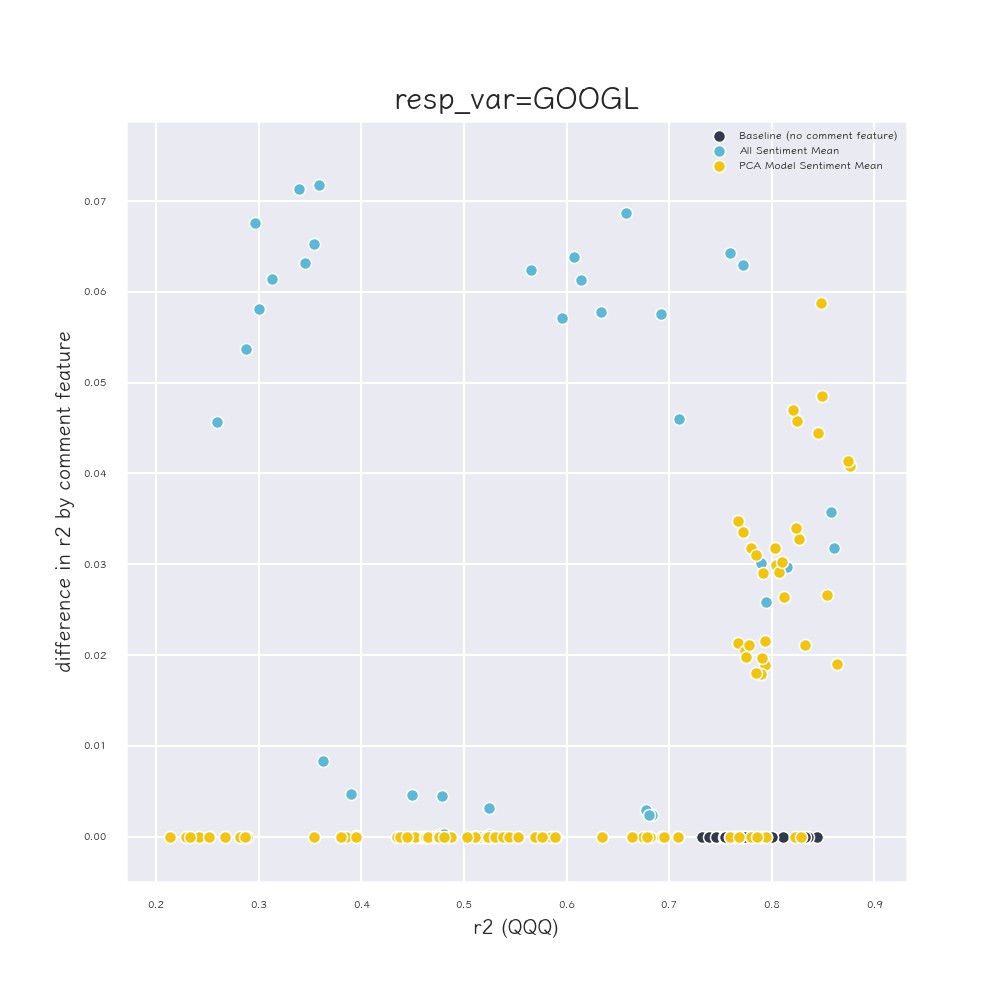 resp_var=GOOGL
Baseline (no comment feature)
All Sentiment Mean
PCA Model Sentiment Mean
difference in r2 by comment feature
0.07
0.06
0.05
0.04
0.03
0.02
0.01
0.00
0.2 0.3 0.4 0.5 0.6 0.7 0.8 0.9
r2 (QQQ)